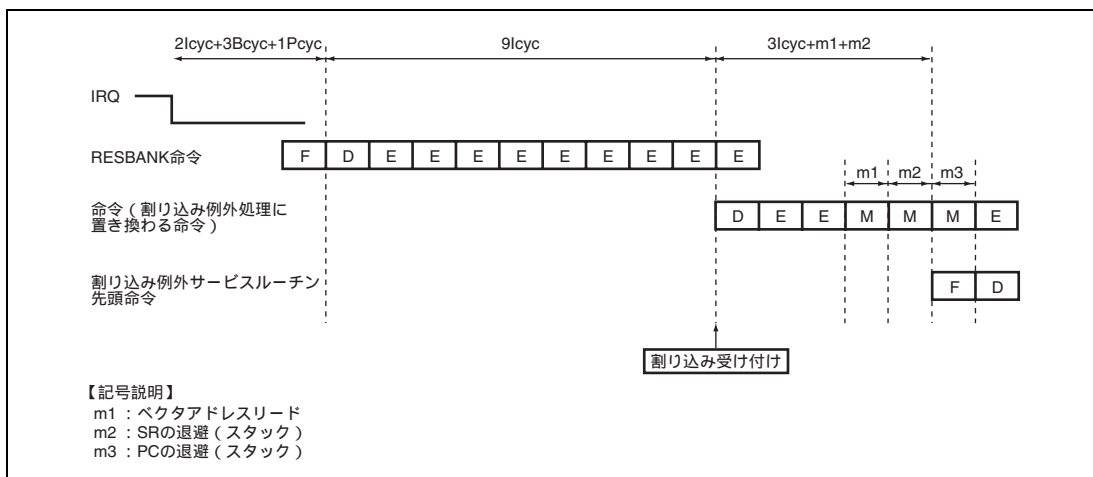 2Icyc+3Bcyc+1Pcyc 9Icyc 3Icyc+m1+m2
IRQ
RESBANK命令 F D E E E E E E E E E
m1 m2 m3
命令(割り込み例外処理に
置き換わる命令) D E E M M M E
割り込み例外サービスルーチン
先頭命令 F D
割り込み受け付け
【記号説明】
m1 : ベクタアドレスリード
m2 : SRの退避(スタック)
m3 : PCの退避(スタック)